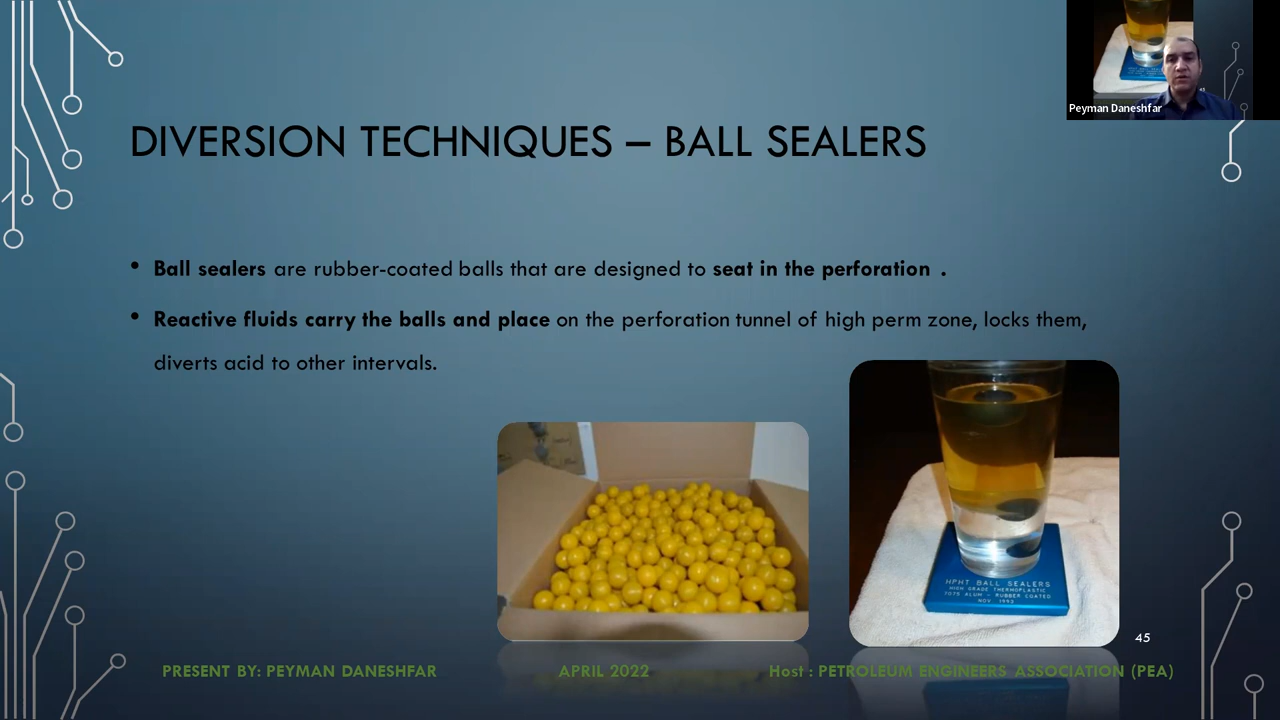 Peyman Daneshfar
DIVERSION TECHNIQUES – BALL SEALERS
• Ball sealers are rubber-coated balls that are designed to seat in the perforation .
• Reactive fluids carry the balls and place on the perforation tunnel of high perm zone, locks them,
diverts acid to other intervals.
HPHT BALL SEALERS
HIGH GRADE THERMOPLASTIC
7075 ALUM - RUBBER COATED
NOV 1993
45
PRESENT BY: PEYMAN DANESHFAR
APRIL 2022
Host : PETROLEUM ENGINEERS ASSOCIATION (PEA)